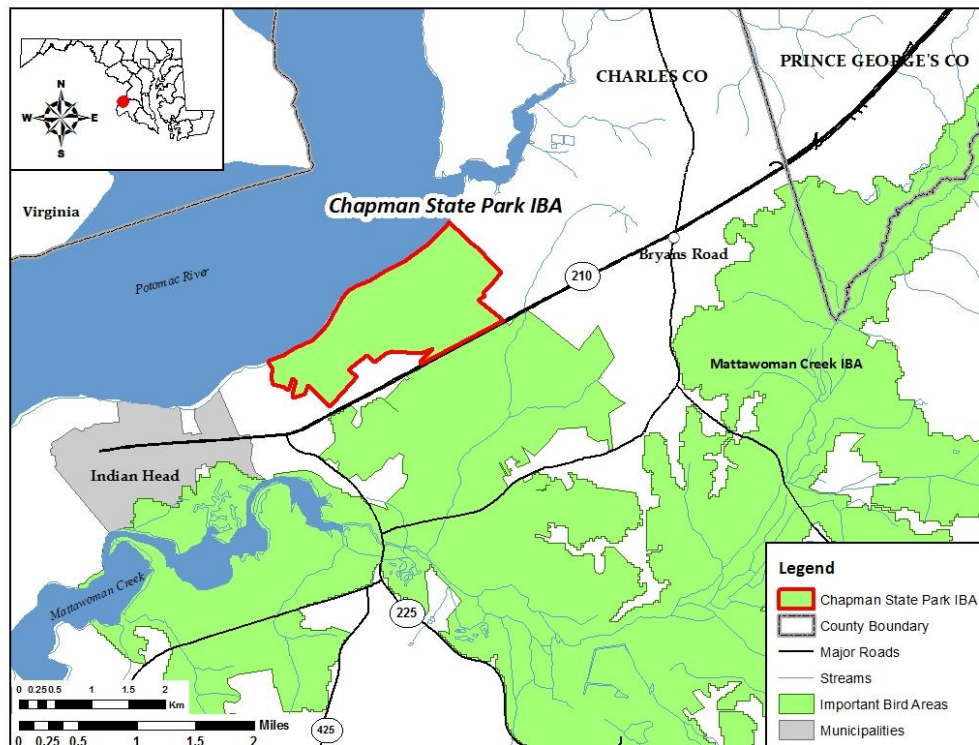 N
W E
S
CHARLES CO
PRINCE GEORGE'S CO
Virginia
Chapman State Park IBA
Potomac River
210
Bryans Road
Mattawoman Creek IBA
Indian Head
Mattawoman Creek
225
425
0 0.25 0.5 1 1.5 2
Km
0 0.25 0.5 1 1.5 2
Miles
Legend
Chapman State Park IBA
County Boundary
Major Roads
Streams
Important Bird Areas
Municipalities